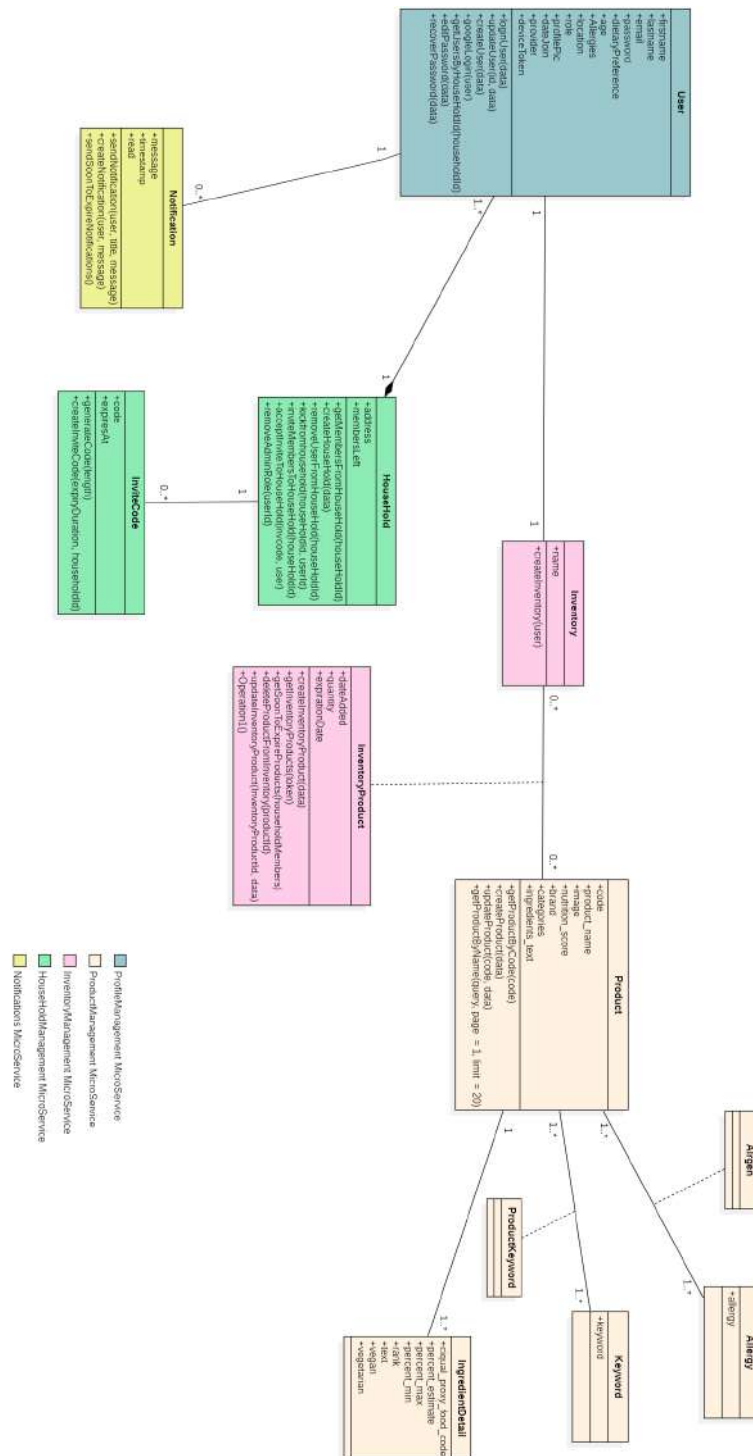 User
+firstname
+lastname
+email
+password
+dietaryPreference
+age
+Allergies
+location
+role
+profilePic
+dateJoin
+provider
+deviceToken
+loginUser(data)
+updateUser(id, data)
+createUser(data)
+googleLogin(user)
+getUsersByHouseHoldId(householdId)
+editPassword(data)
+recoverPassword(data)
1
0..*
Notification
+message
+timestamp
+read
+sendNotification(user, title, message)
+createNotification(user, message)
+sendSoonToExpireNotifications()
1..*
1
HouseHold
+address
+membersLeft
+getMembersFromHouseHold(houseHoldId)
+createHouseHold(data)
+removeUserFromHouseHold(houseHoldId)
+kickfromhousehold(houseHoldId, userId)
+inviteMembersToHouseHold(houseHoldId)
+acceptInviteToHouseHold(invcode, user)
+removeAdminRole(userId)
1
0..*
InviteCode
+code
+expiresAt
+generateCode(length)
+createInviteCode(expiryDuration, householdId)
1
1
Inventory
+name
+createInventory(user)
0..*
0..*
InventoryProduct
+dateAdded
+quantity
+expirationDate
+createInventoryProduct(data)
+getInventoryProducts(token)
+getSoonToExpireProducts(householdMembers)
+deleteProductFromInventory(productId)
+updateInventoryProduct(InventoryProductId, data)
+Operation1()
Product
+code
+product_name
+image
+nutrition_score
+brand
+categories
+ingredients_text
+getProductByCode(code)
+createProduct(data)
+updateProduct(code, data)
+getProductByName(query, page = 1, limit = 20)
1..*
1..*
Alrgen
Allergy
+allergy
1..*
1..*
ProductKeyword
Keyword
+keyword
1
1..*
IngredientDetail
+ciqual_proxy_food_code
+percent_estimate
+percent_max
+percent_min
+rank
+text
+vegan
+vegetarian
ProfileManagement MicroService
ProductManagement MicroService
InventoryManagement MicroService
HouseHoldManagement MicroService
Notifications MicroService